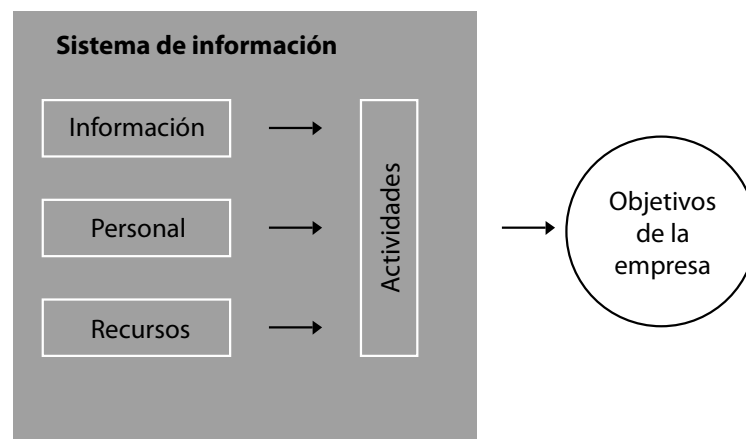 Sistema de información
Información
Personal
Recursos
Actividades
Objetivos
de la
empresa